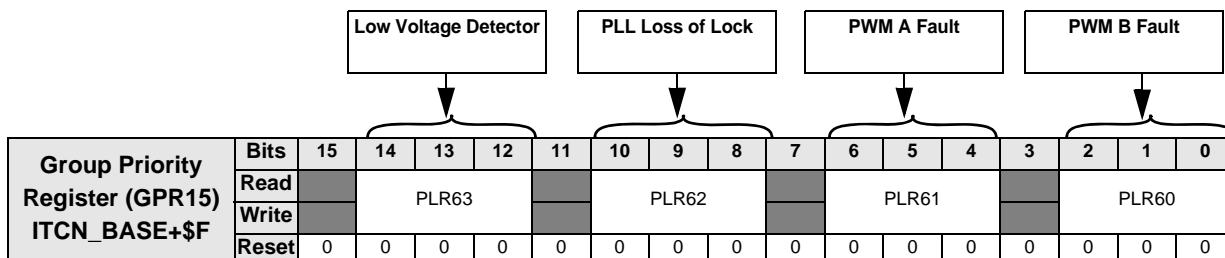 Low Voltage Detector PLL Loss of Lock PWM A Fault PWM B Fault
Group Priority
Register (GPR15)
ITCN_BASE+$F
Bits 15 14 13 12 11 10 9 8 7 6 5 4 3 2 1 0
Read
PLR63 PLR62 PLR61 PLR60
Write
Reset 0 0 0 0 0 0 0 0 0 0 0 0 0 0 0 0